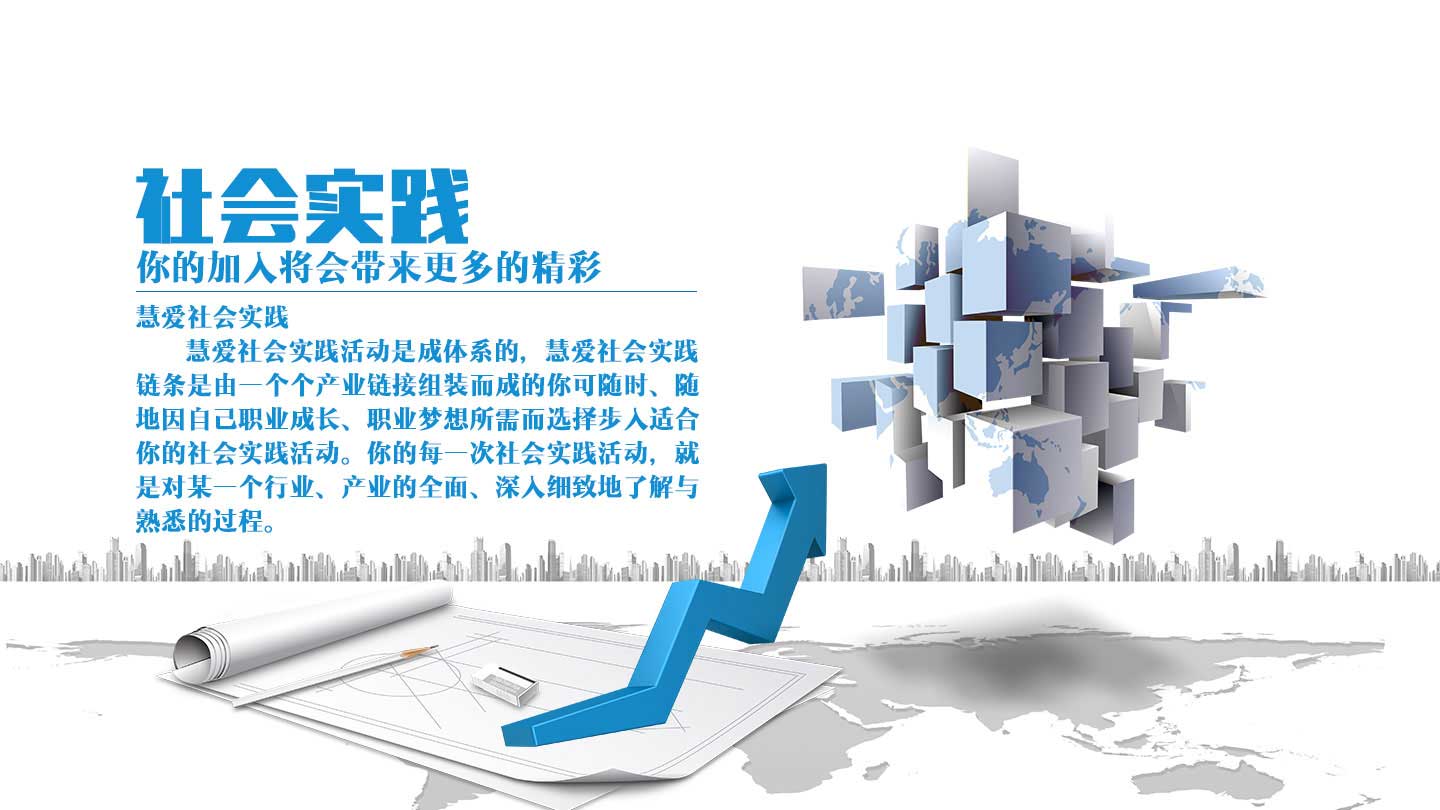 社会实践
你的加入将会带来更多的精彩
慧爱社会实践
慧爱社会实践活动是成体系的，慧爱社会实践
链条是由一个个产业链接组装而成的你可随时、随
地因自己职业成长、职业梦想所需而选择步入适合
你的社会实践活动。你的每一次社会实践活动，就
是对某一个行业、产业的全面、深入细致地了解与
熟悉的过程。